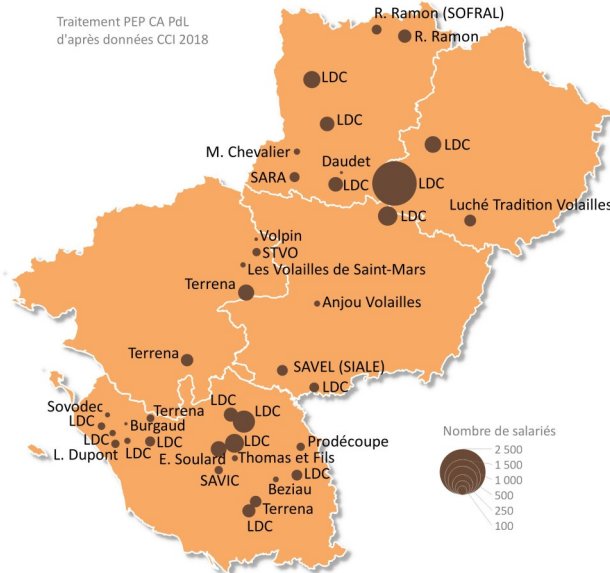 Traitement PEP CA PdL
d'après données CCI 2018
R. Ramon (SOFRAL)
R. Ramon
LDC
LDC
LDC
M. Chevalier
Daudet
SARA
LDC
LDC
LDC
Luché Tradition Volailles
Volpin
STVO
Les Volailles de Saint-Mars
Terrena
Anjou Volailles
Terrena
SAVEL (SIALE)
LDC
Sovodec
Terrena
LDC
LDC
LDC
Burgaud
LDC
L. Dupont
LDC
LDC
E. Soulard
LDC
Thomas et Fils
Prodécoupe
SAVIC
LDC
Beziau
Terrena
LDC
Nombre de salariés
2 500
1 500
1 000
500
250
100